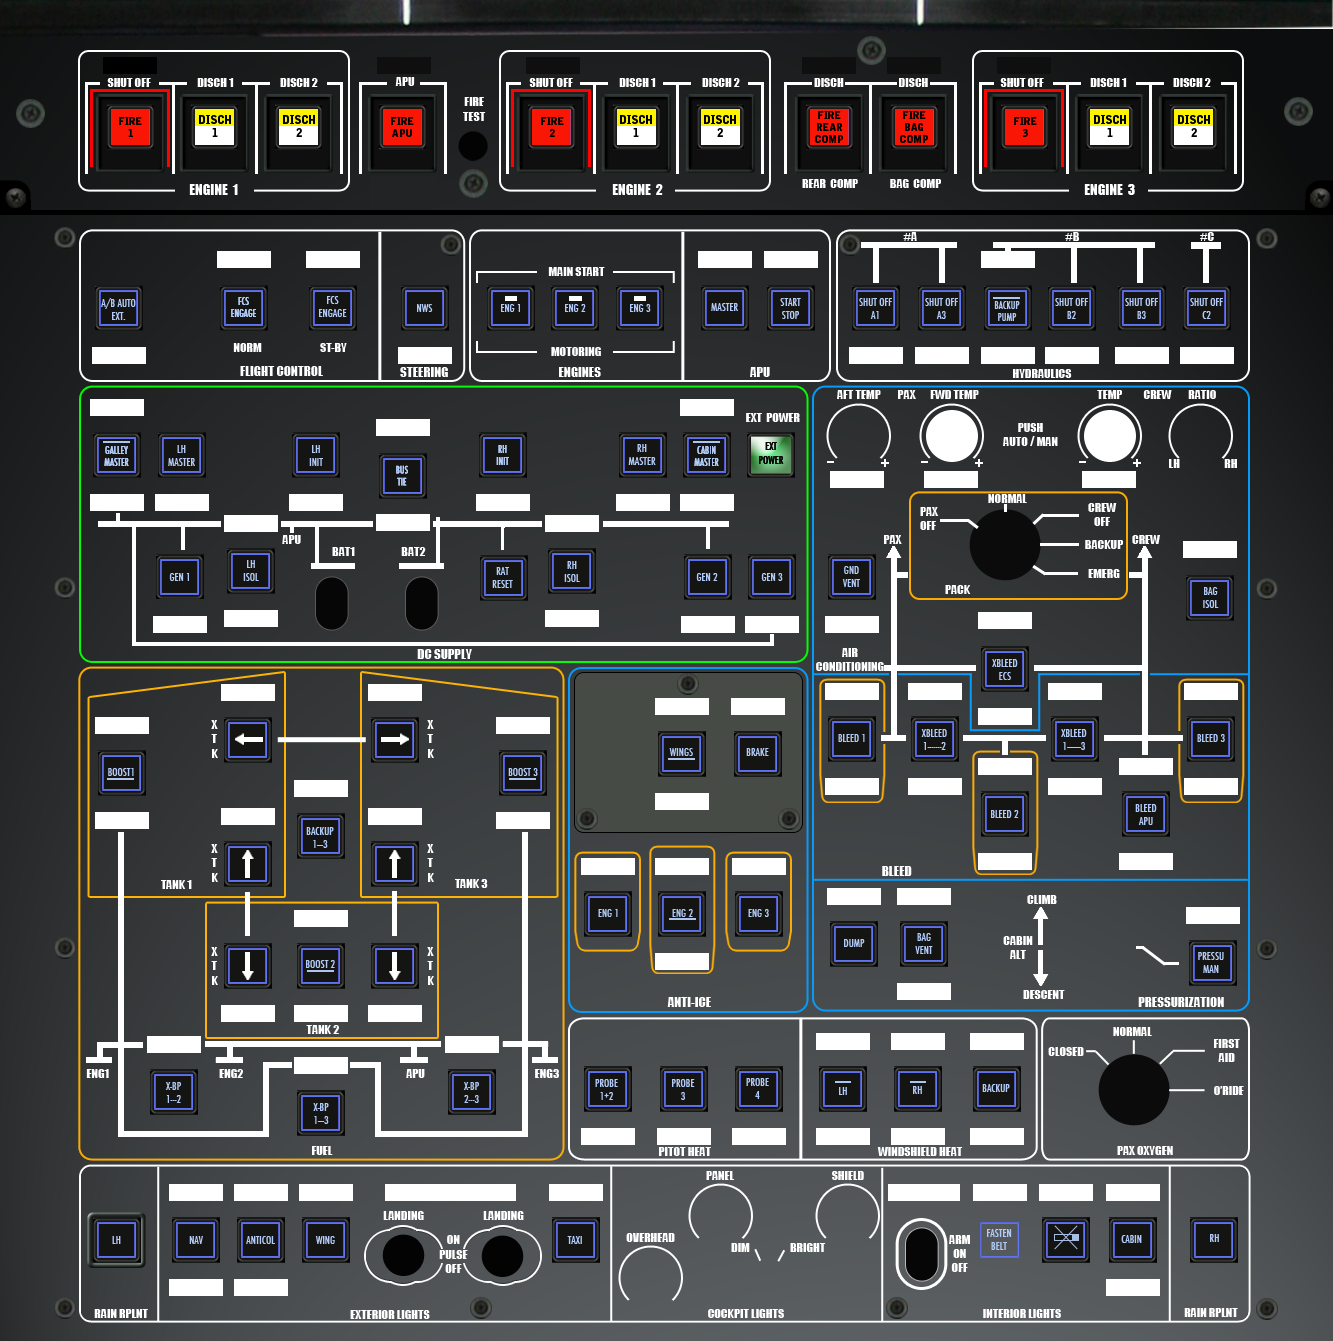 SHUT OFF DISCH 1 DISCH 2
APU
SHUT OFF DISCH 1 DISCH 2
DISCH DISCH
SHUT OFF DISCH 1 DISCH 2
FIRE
TEST
FIRE
1
DISCH
1
DISCH
2
FIRE
APU
FIRE
2
DISCH
1
DISCH
2
FIRE
REAR
COMP
FIRE
BAG
COMP
FIRE
3
DISCH
1
DISCH
2
ENGINE 1
ENGINE 2
REAR COMP BAG COMP
ENGINE 3
A/B AUTO
EXT.
FCS
ENGAGE
FCS
ENGAGE
NORM
ST-BY
FLIGHT CONTROL
NWS
STEERING
MAIN START
ENG 1
ENG 2
ENG 3
MOTORING
ENGINES
MASTER
START
STOP
APU
#A
#B
#C
SHUT OFF
A1
SHUT OFF
A3
BACKUP
PUMP
SHUT OFF
B2
SHUT OFF
B3
SHUT OFF
C2
HYDRAULICS
EXT POWER
GALLEY
MASTER
LH
MASTER
LH
INIT
BUS
TIE
RH
INIT
RH
MASTER
CABIN
MASTER
EXT
POWER
APU
BAT1
BAT2
GEN 1
LH
ISOL
RAT
RESET
RH
ISOL
GEN 2
GEN 3
DC SUPPLY
AFT TEMP
PAX
FWD TEMP
TEMP
CREW
RATIO
PUSH
AUTO / MAN
- +
- +
- +
LH RH
NORMAL
PAX
OFF
CREW
OFF
BACKUP
EMERG
PACK
PAX
CREW
GND
VENT
BAG
ISOL
AIR
CONDITIONING
XBLEED
ECS
BLEED 1
XBLEED
1------2
XBLEED
1-----3
BLEED 3
BLEED 2
BLEED
APU
BLEED
X
T
K
X
T
K
BOOST1
BOOST 3
BACKUP
1--3
X
T
K
X
T
K
TANK 1
TANK 3
X
T
K
BOOST 2
X
T
K
TANK 2
ENG1
ENG2
APU
ENG3
X-BP
1---2
X-BP
1---3
X-BP
2---3
FUEL
WINGS
BRAKE
ENG 1
ENG 2
ENG 3
ANTI-ICE
DUMP
BAG
VENT
CLIMB
CABIN
ALT
DESCENT
PRESSU
MAN
PRESSURIZATION
PROBE
1+2
PROBE
3
PROBE
4
PITOT HEAT
LH
RH
BACKUP
WINDSHIELD HEAT
CLOSED
NORMAL
FIRST
AID
O'RIDE
PAX OXYGEN
LH
RAIN RPLNT
NAV
ANTICOL
WING
LANDING
LANDING
ON
PULSE
OFF
TAXI
EXTERIOR LIGHTS
PANEL
SHIELD
OVERHEAD
DIM
BRIGHT
COCKPIT LIGHTS
ARM
ON
OFF
FASTEN
BELT
CABIN
INTERIOR LIGHTS
RH
RAIN RPLNT